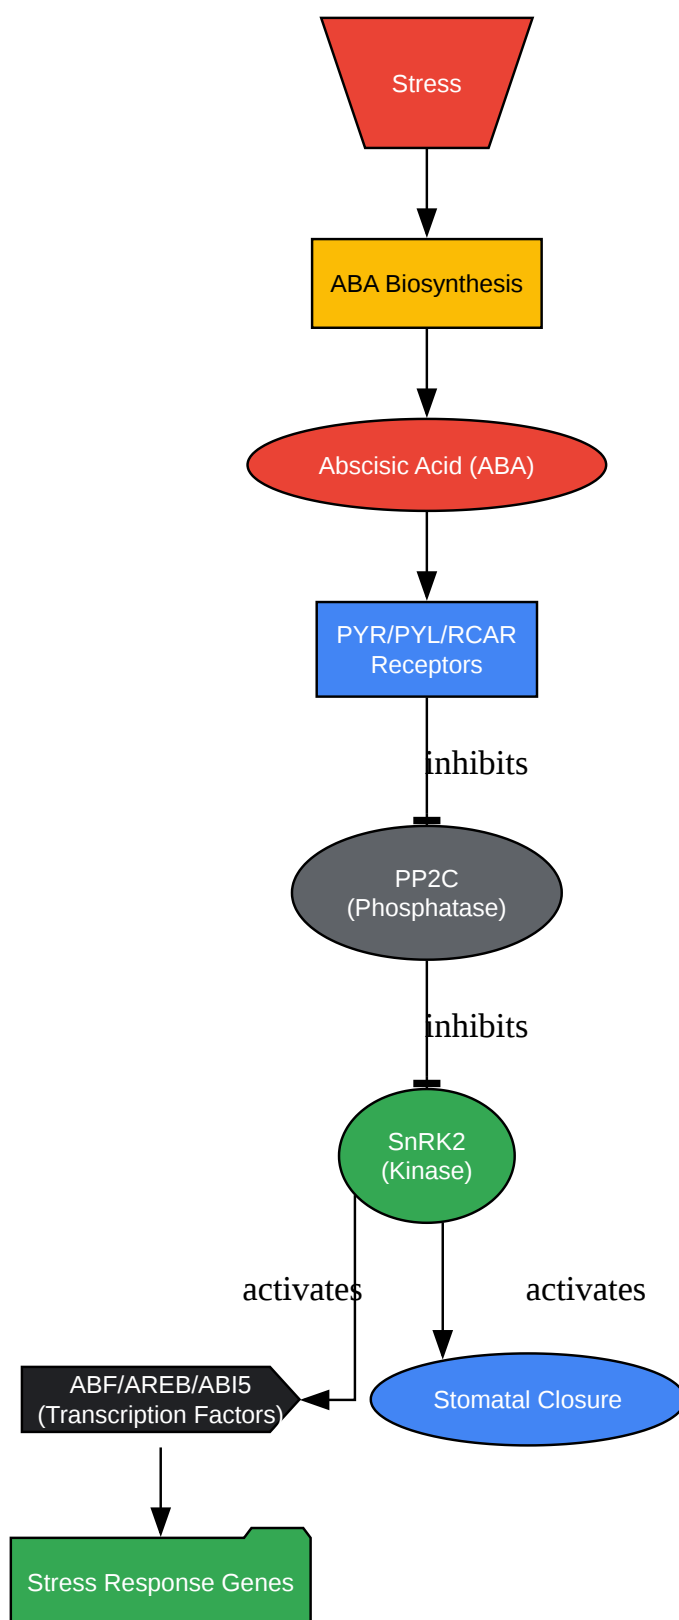 Stress
ABA Biosynthesis
Abscisic Acid (ABA)
PYR/PYL/RCAR
Receptors
inhibits
PP2C
(Phosphatase)
inhibits
SnRK2
(Kinase)
activates
activates
ABF/AREB/ABI5
(Transcription Factors)
Stomatal Closure
Stress Response Genes